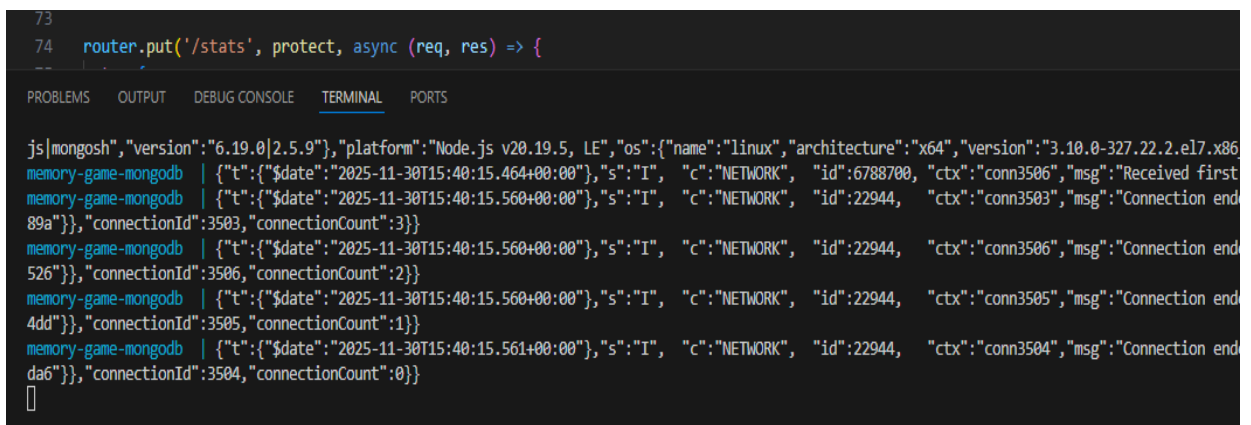 73
74 router.put('/stats', protect, async (req, res) => {
PROBLEMS OUTPUT DEBUG CONSOLE TERMINAL PORTS
js|mongosh","version":"6.19.0|2.5.9"},"platform":"Node.js v20.19.5, LE","os":{"name":"linux","architecture":"x64","version":"3.10.0-327.22.2.el7.x86_
memory-game-mongodb | {"t":{"$date":"2025-11-30T15:40:15.464+00:00"},"s":"I", "c":"NETWORK", "id":6788700, "ctx":"conn3506","msg":"Received first
memory-game-mongodb | {"t":{"$date":"2025-11-30T15:40:15.560+00:00"},"s":"I", "c":"NETWORK", "id":22944, "ctx":"conn3503","msg":"Connection ende
89a"}},"connectionId":3503,"connectionCount":3}}
memory-game-mongodb | {"t":{"$date":"2025-11-30T15:40:15.560+00:00"},"s":"I", "c":"NETWORK", "id":22944, "ctx":"conn3506","msg":"Connection ende
526"}},"connectionId":3506,"connectionCount":2}}
memory-game-mongodb | {"t":{"$date":"2025-11-30T15:40:15.560+00:00"},"s":"I", "c":"NETWORK", "id":22944, "ctx":"conn3505","msg":"Connection ende
4dd"}},"connectionId":3505,"connectionCount":1}}
memory-game-mongodb | {"t":{"$date":"2025-11-30T15:40:15.561+00:00"},"s":"I", "c":"NETWORK", "id":22944, "ctx":"conn3504","msg":"Connection ende
da6"}},"connectionId":3504,"connectionCount":0}}